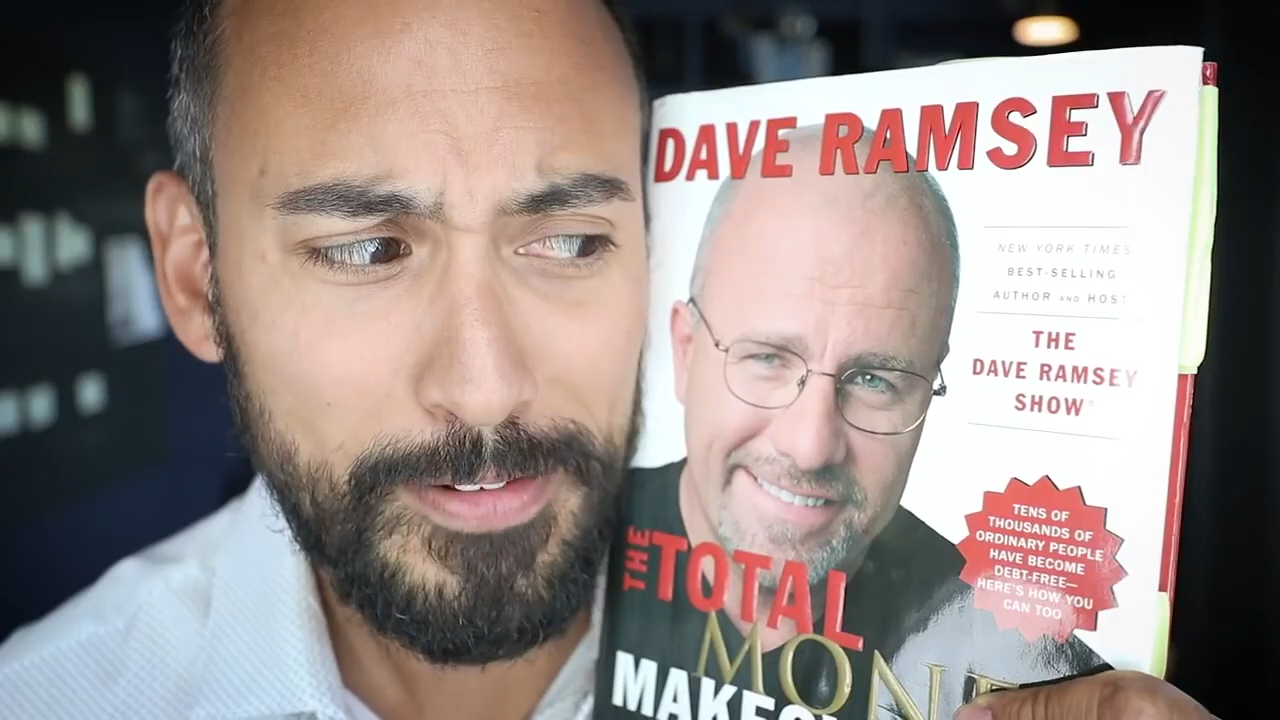 DAVE RAMSEY
NEW YORK TIMES
BEST-SELLING
AUTHOR AND HOST
THE
DAVE RAMSEY
SHOW
TENS OF
THOUSANDS OF
ORDINARY PEOPLE
HAVE BECOME
DEBT-FREE—
HERE'S HOW YOU
CAN TOO
THE TOTAL